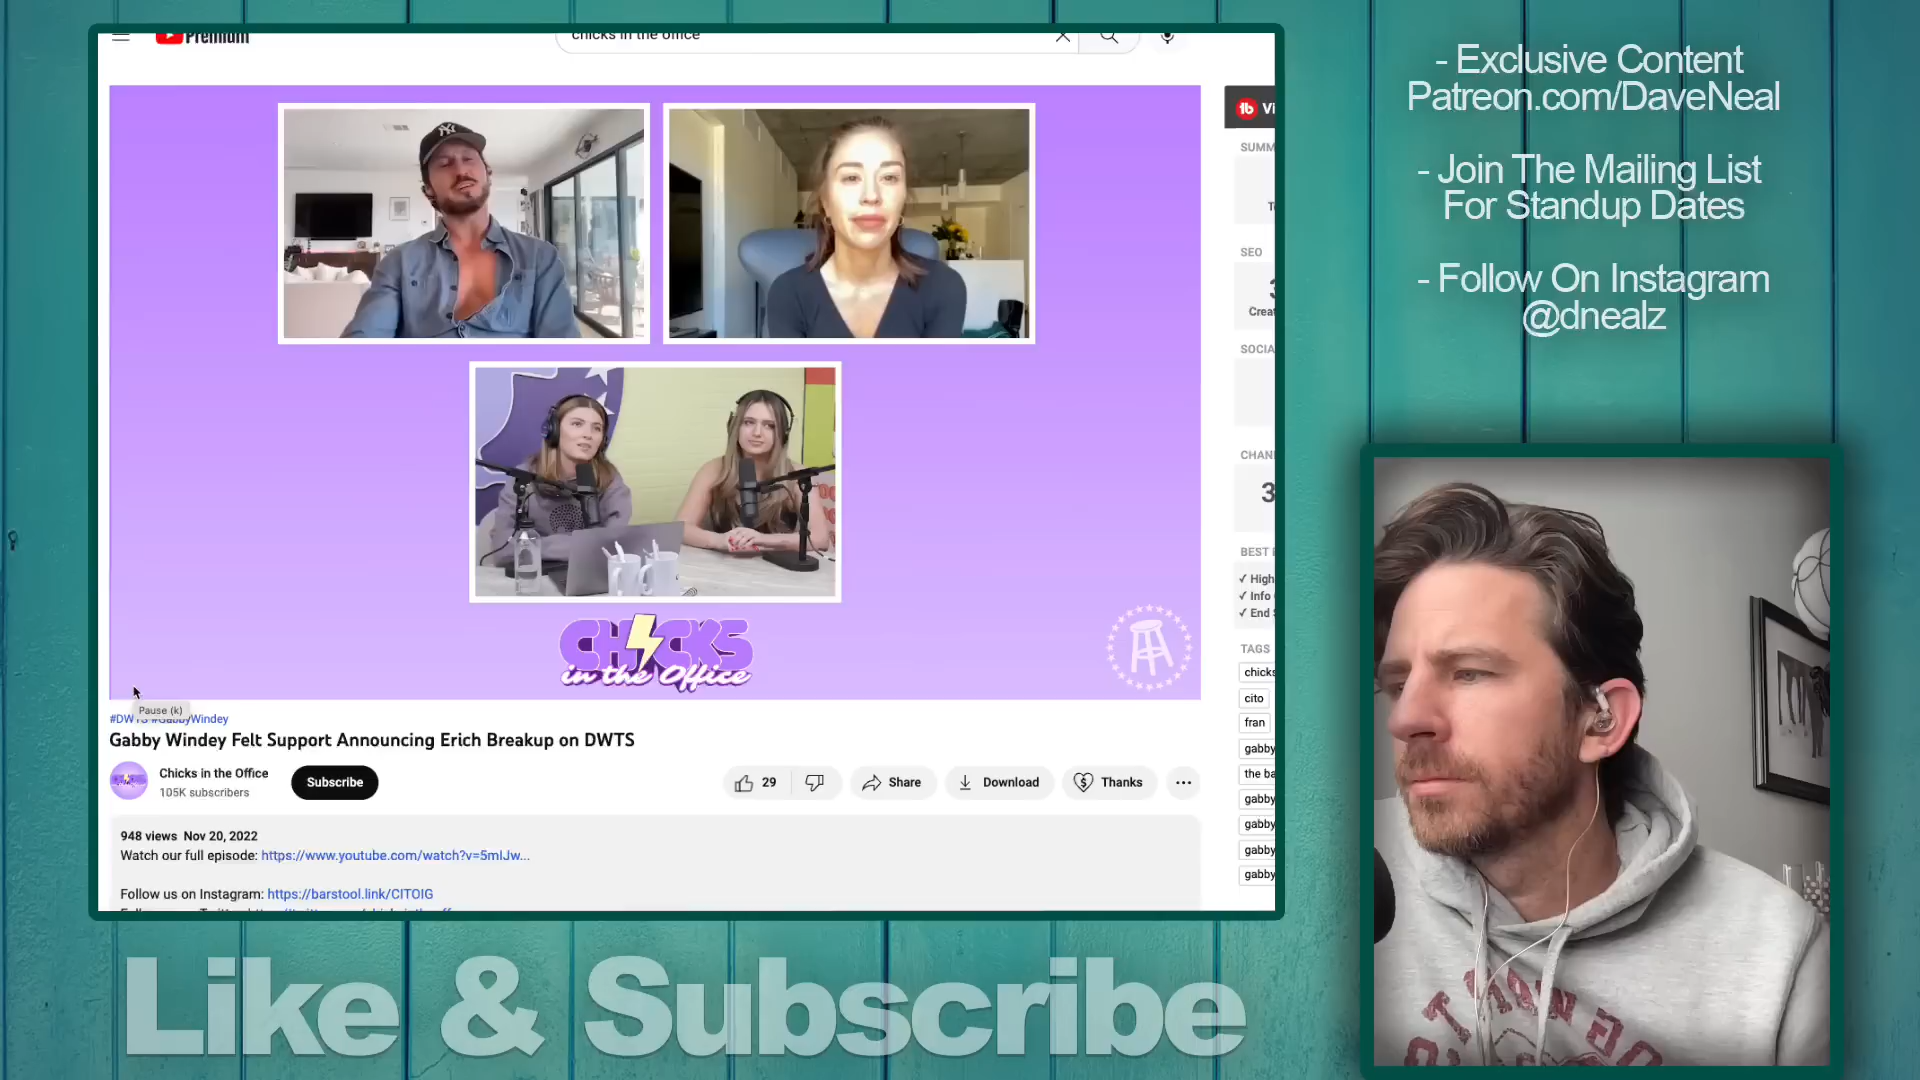 Premium
chicks in the office
Vi
SUMM
SEO
Creat
SOCIA
CHAN
3
BEST
✓ High
✓ Info
✓ End
TAGS
chicks
cito
fran
gabby
the ba
gabby
gabby
gabby
gabby
CHICKS
in the Office
Pause (k)
#DWTS #GabbyWindey
Gabby Windey Felt Support Announcing Erich Breakup on DWTS
Chicks in the Office
105K subscribers
Subscribe
29
Share
Download
Thanks
948 views Nov 20, 2022
Watch our full episode: https://www.youtube.com/watch?v=5mIJw...
Follow us on Instagram: https://barstool.link/CITOIG
- Exclusive Content
Patreon.com/DaveNeal
- Join The Mailing List
For Standup Dates
- Follow On Instagram
@dnealz
Like & Subscribe